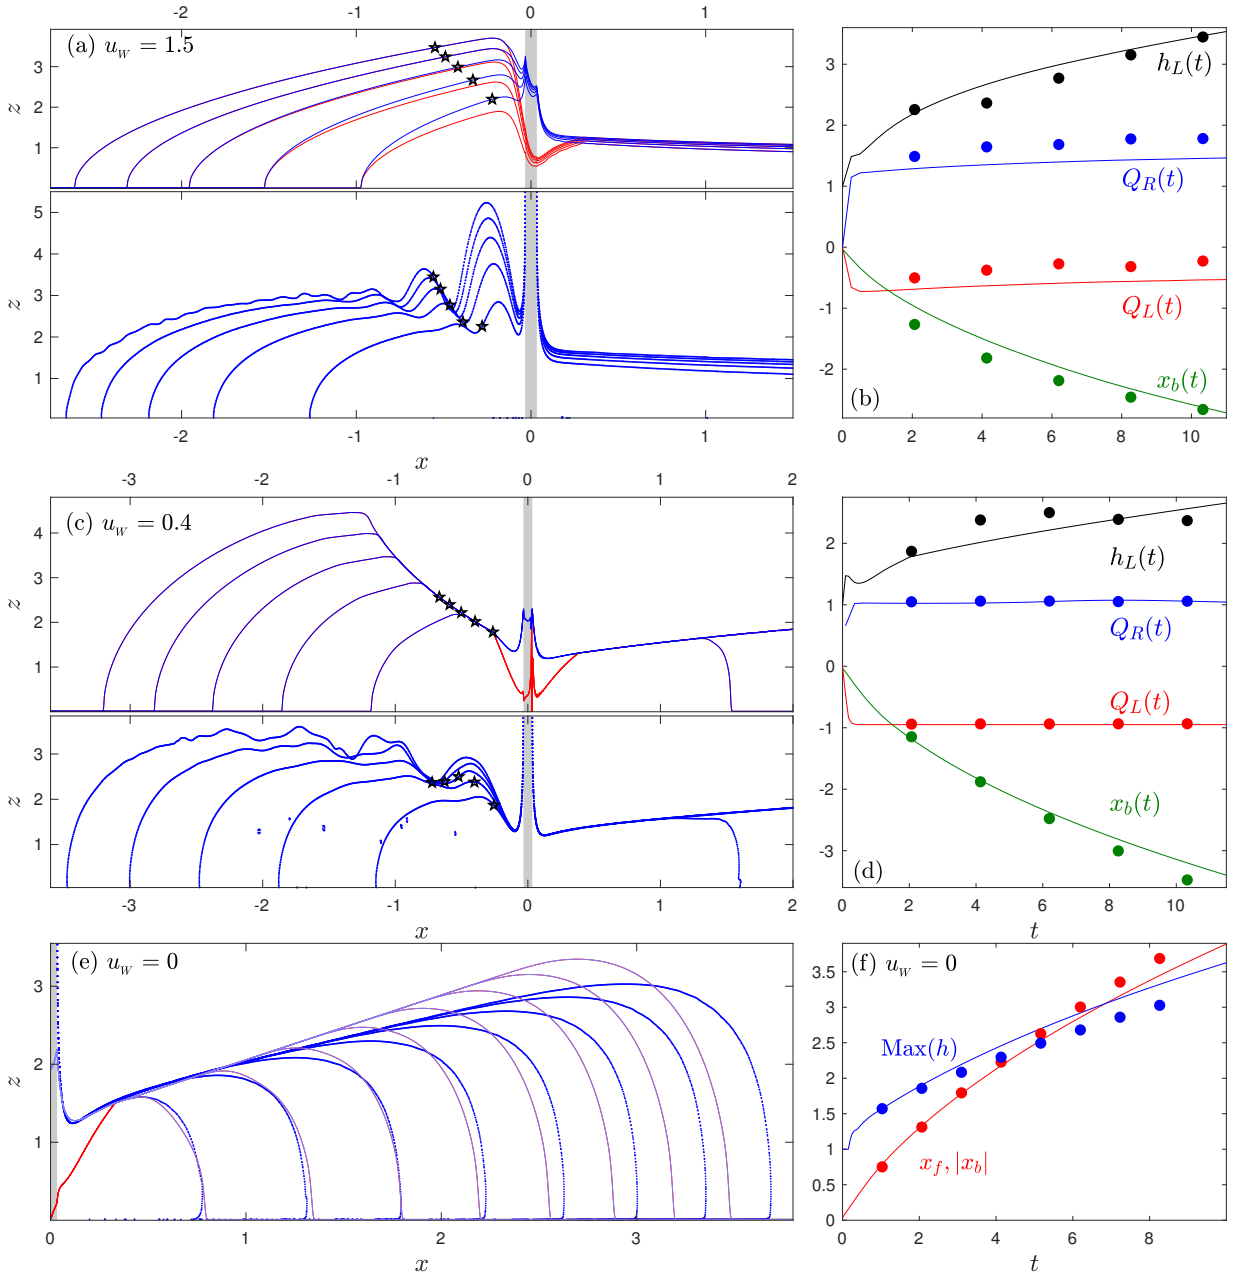 -2 -1 0 1
(a) u_W = 1.5
z
3
2
1
z
5
4
3
2
1
-2 -1 0 1
x
3
2
1
0
-1
-2
h_L(t)
Q_R(t)
Q_L(t)
x_b(t)
(b)
0 2 4 6 8 10
-3 -2 -1 0 1 2
(c) u_W = 0.4
z
4
3
2
1
z
3
2
1
-3 -2 -1 0 1 2
x
2
1
0
-1
-2
-3
h_L(t)
Q_R(t)
Q_L(t)
x_b(t)
(d)
0 2 4 6 8 10
t
(e) u_W = 0
z
3
2
1
0 1 2 3
x
(f) u_W = 0
3.5
3
2.5
2
1.5
1
0.5
0
Max(h)
x_f, |x_b|
0 2 4 6 8
t